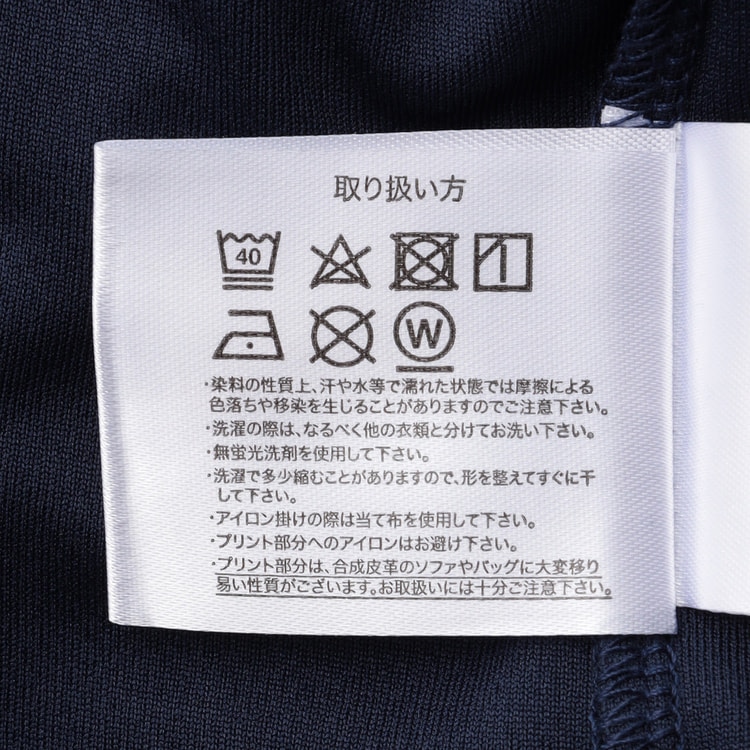 取り扱い方
40
W
・染料の性質上、汗や水等で濡れた状態では摩擦による
色落ちや移染を生じることがありますのでご注意下さい。
・洗濯の際は、なるべく他の衣類と分けてお洗い下さい。
・無蛍光洗剤を使用して下さい。
・洗濯で多少縮むことがありますので、形を整えてすぐに干
して下さい。
・アイロン掛けの際は当て布を使用して下さい。
・プリント部分へのアイロンはお避け下さい。
・プリント部分は、合成皮革のソファやバッグに大変移り
易い性質がございます。お取扱いには十分ご注意下さい。